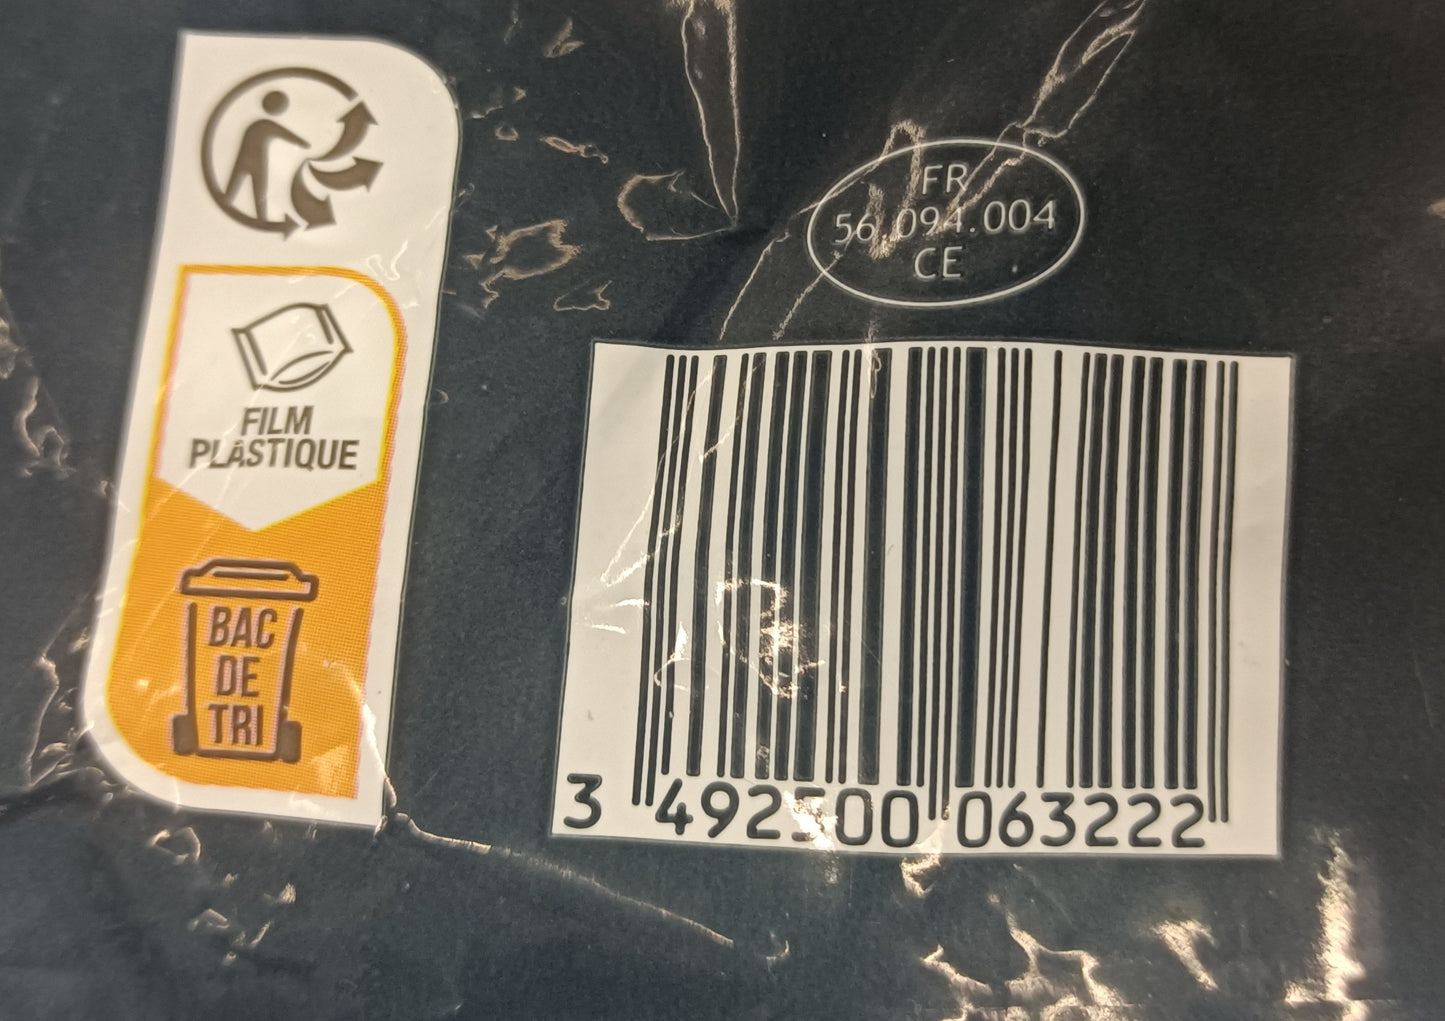 FILM
PLASTIQUE
BAC
DE
TRI
FR
56.094.004
CE
3 492500 063222